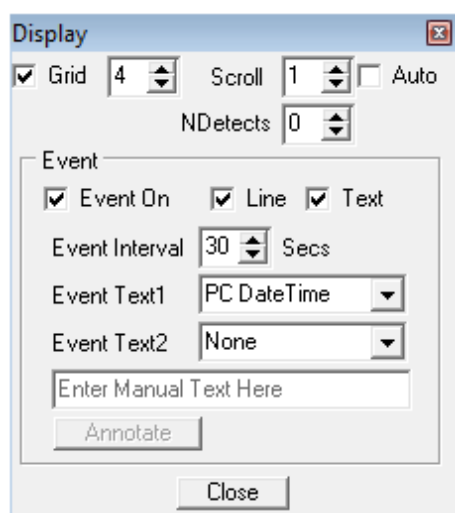 Display
Grid 4 Scroll 1 Auto
NDetects 0
Event
Event On Line Text
Event Interval 30 Secs
Event Text1 PC DateTime
Event Text2 None
Enter Manual Text Here
Annotate
Close